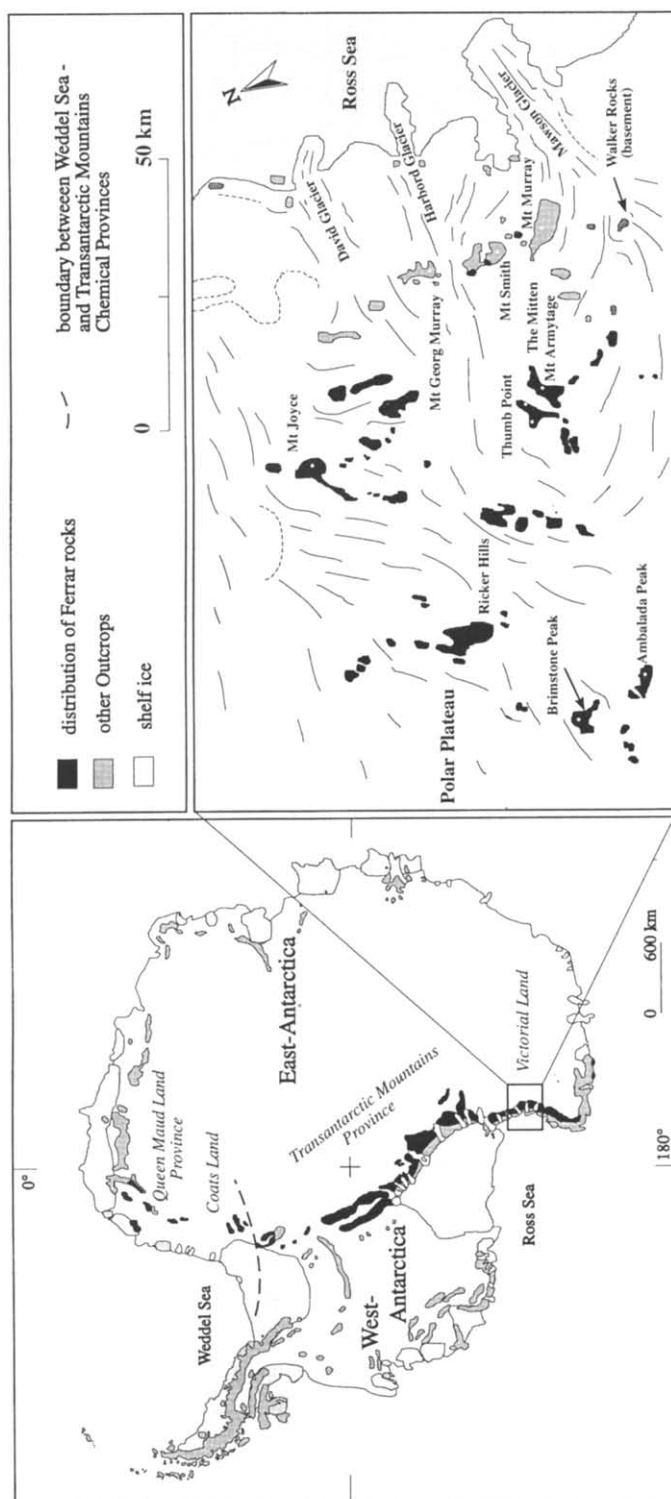 distribution of Ferrar rocks
other Outcrops
shelf ice
boundary betweeen Weddel Sea -
and Transantarctic Mountains
Chemical Provinces
0
50 km
0°
Queen Maud Land
Province
Coats Land
Weddel Sea
East-Antarctica
Transantarctic Mountains
Province
West-
Antarctica
Ross Sea
Victorial Land
180°
0
600 km
N
Ross Sea
David Glacier
Harbord Glacier
Mawson Glacier
Walker Rocks
(basement)
Mt Murray
Mt Smith
The Mitten
Mt Armytage
Thumb Point
Mt Georg Murray
Mt Joyce
Ricker Hills
Polar Plateau
Brimstone Peak
Ambalada Peak